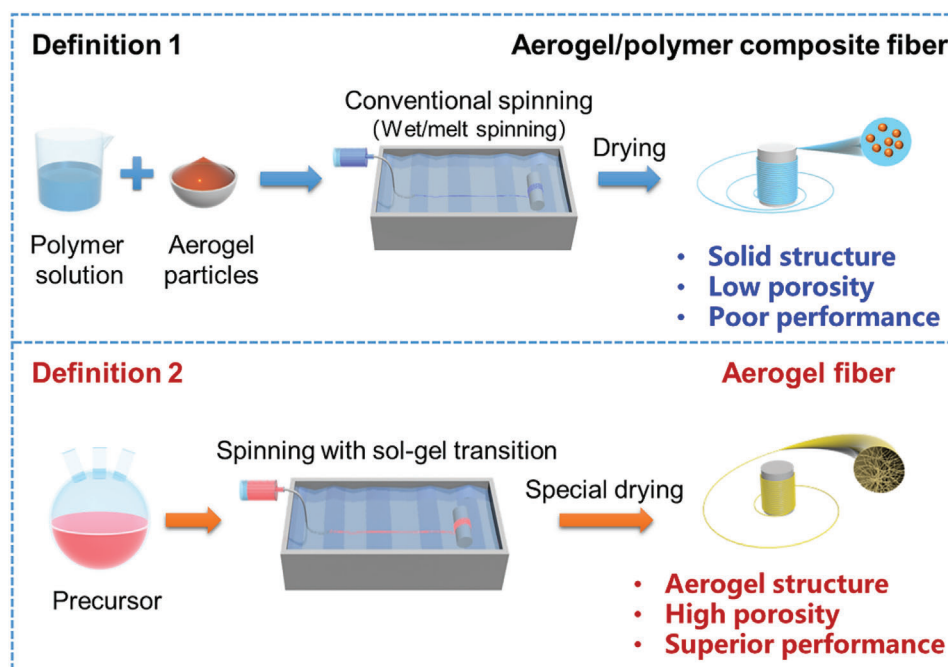 Definition 1
Aerogel/polymer composite fiber
Conventional spinning
(Wet/melt spinning)
Drying
Polymer
solution
Aerogel
particles
• Solid structure
• Low porosity
• Poor performance
Definition 2
Aerogel fiber
Spinning with sol-gel transition
Special drying
Precursor
• Aerogel structure
• High porosity
• Superior performance